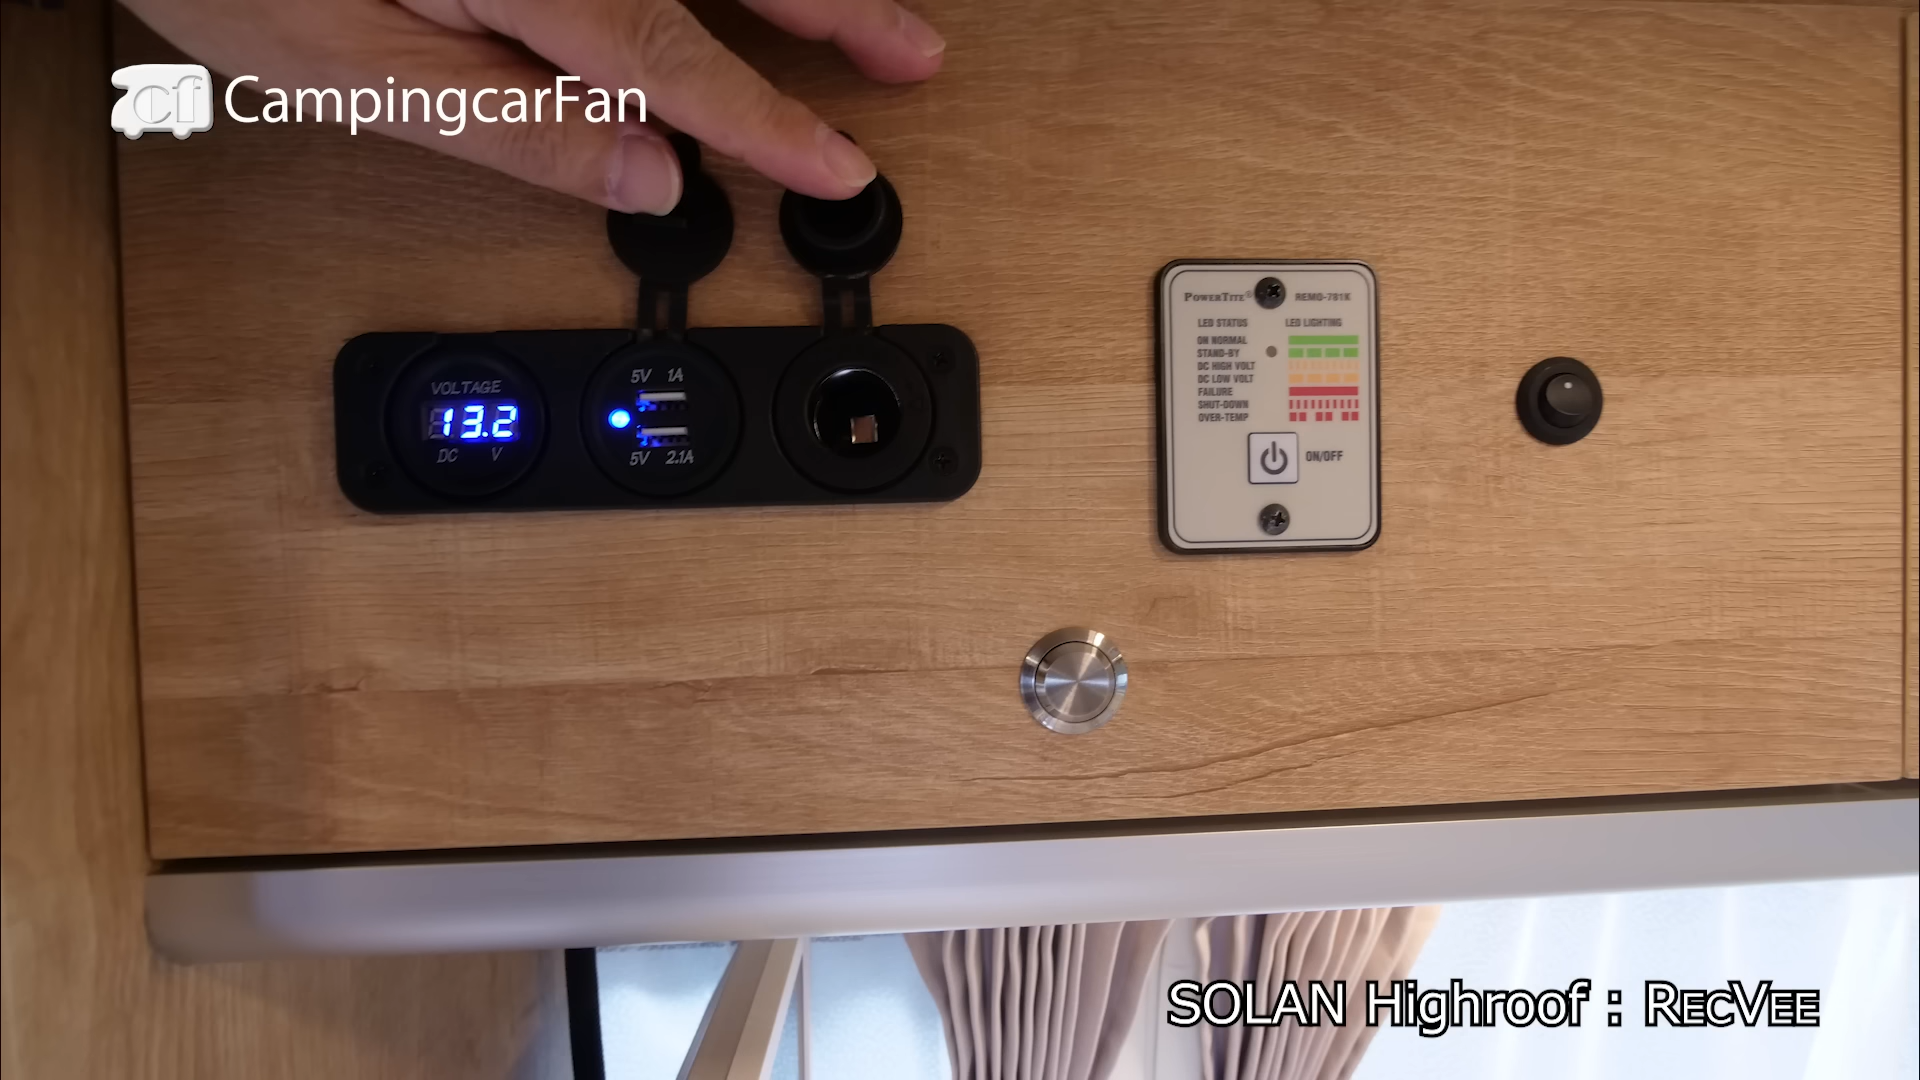 cf CampingcarFan
VOLTAGE
13.2
DC V
5V 1A
5V 2.1A
POWERTITE® REMO-781K
LED STATUS LED LIGHTING
ON NORMAL
STAND-BY
DC HIGH VOLT
DC LOW VOLT
FAILURE
SHUT-DOWN
OVER-TEMP
ON/OFF
SOLAN Highroof : RECVEE